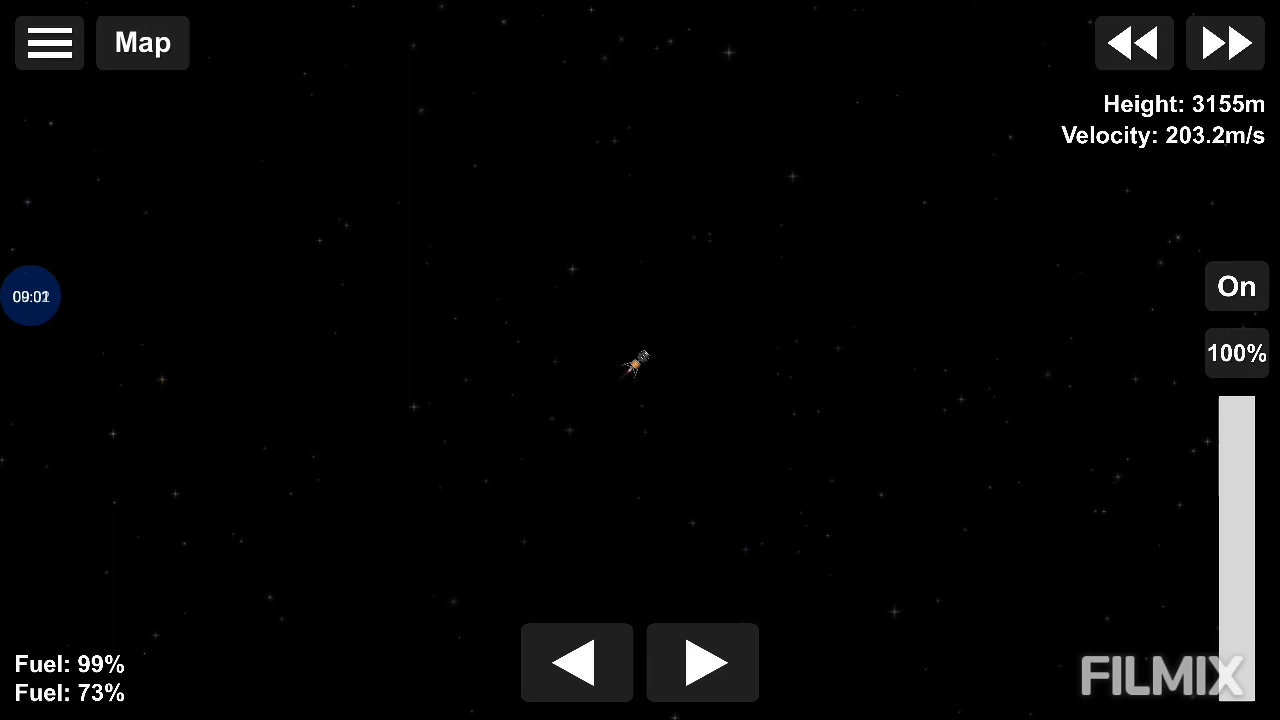 Map
Height: 3155m
Velocity: 203.2m/s
On
100%
Fuel: 99%
Fuel: 73%
FILMIX